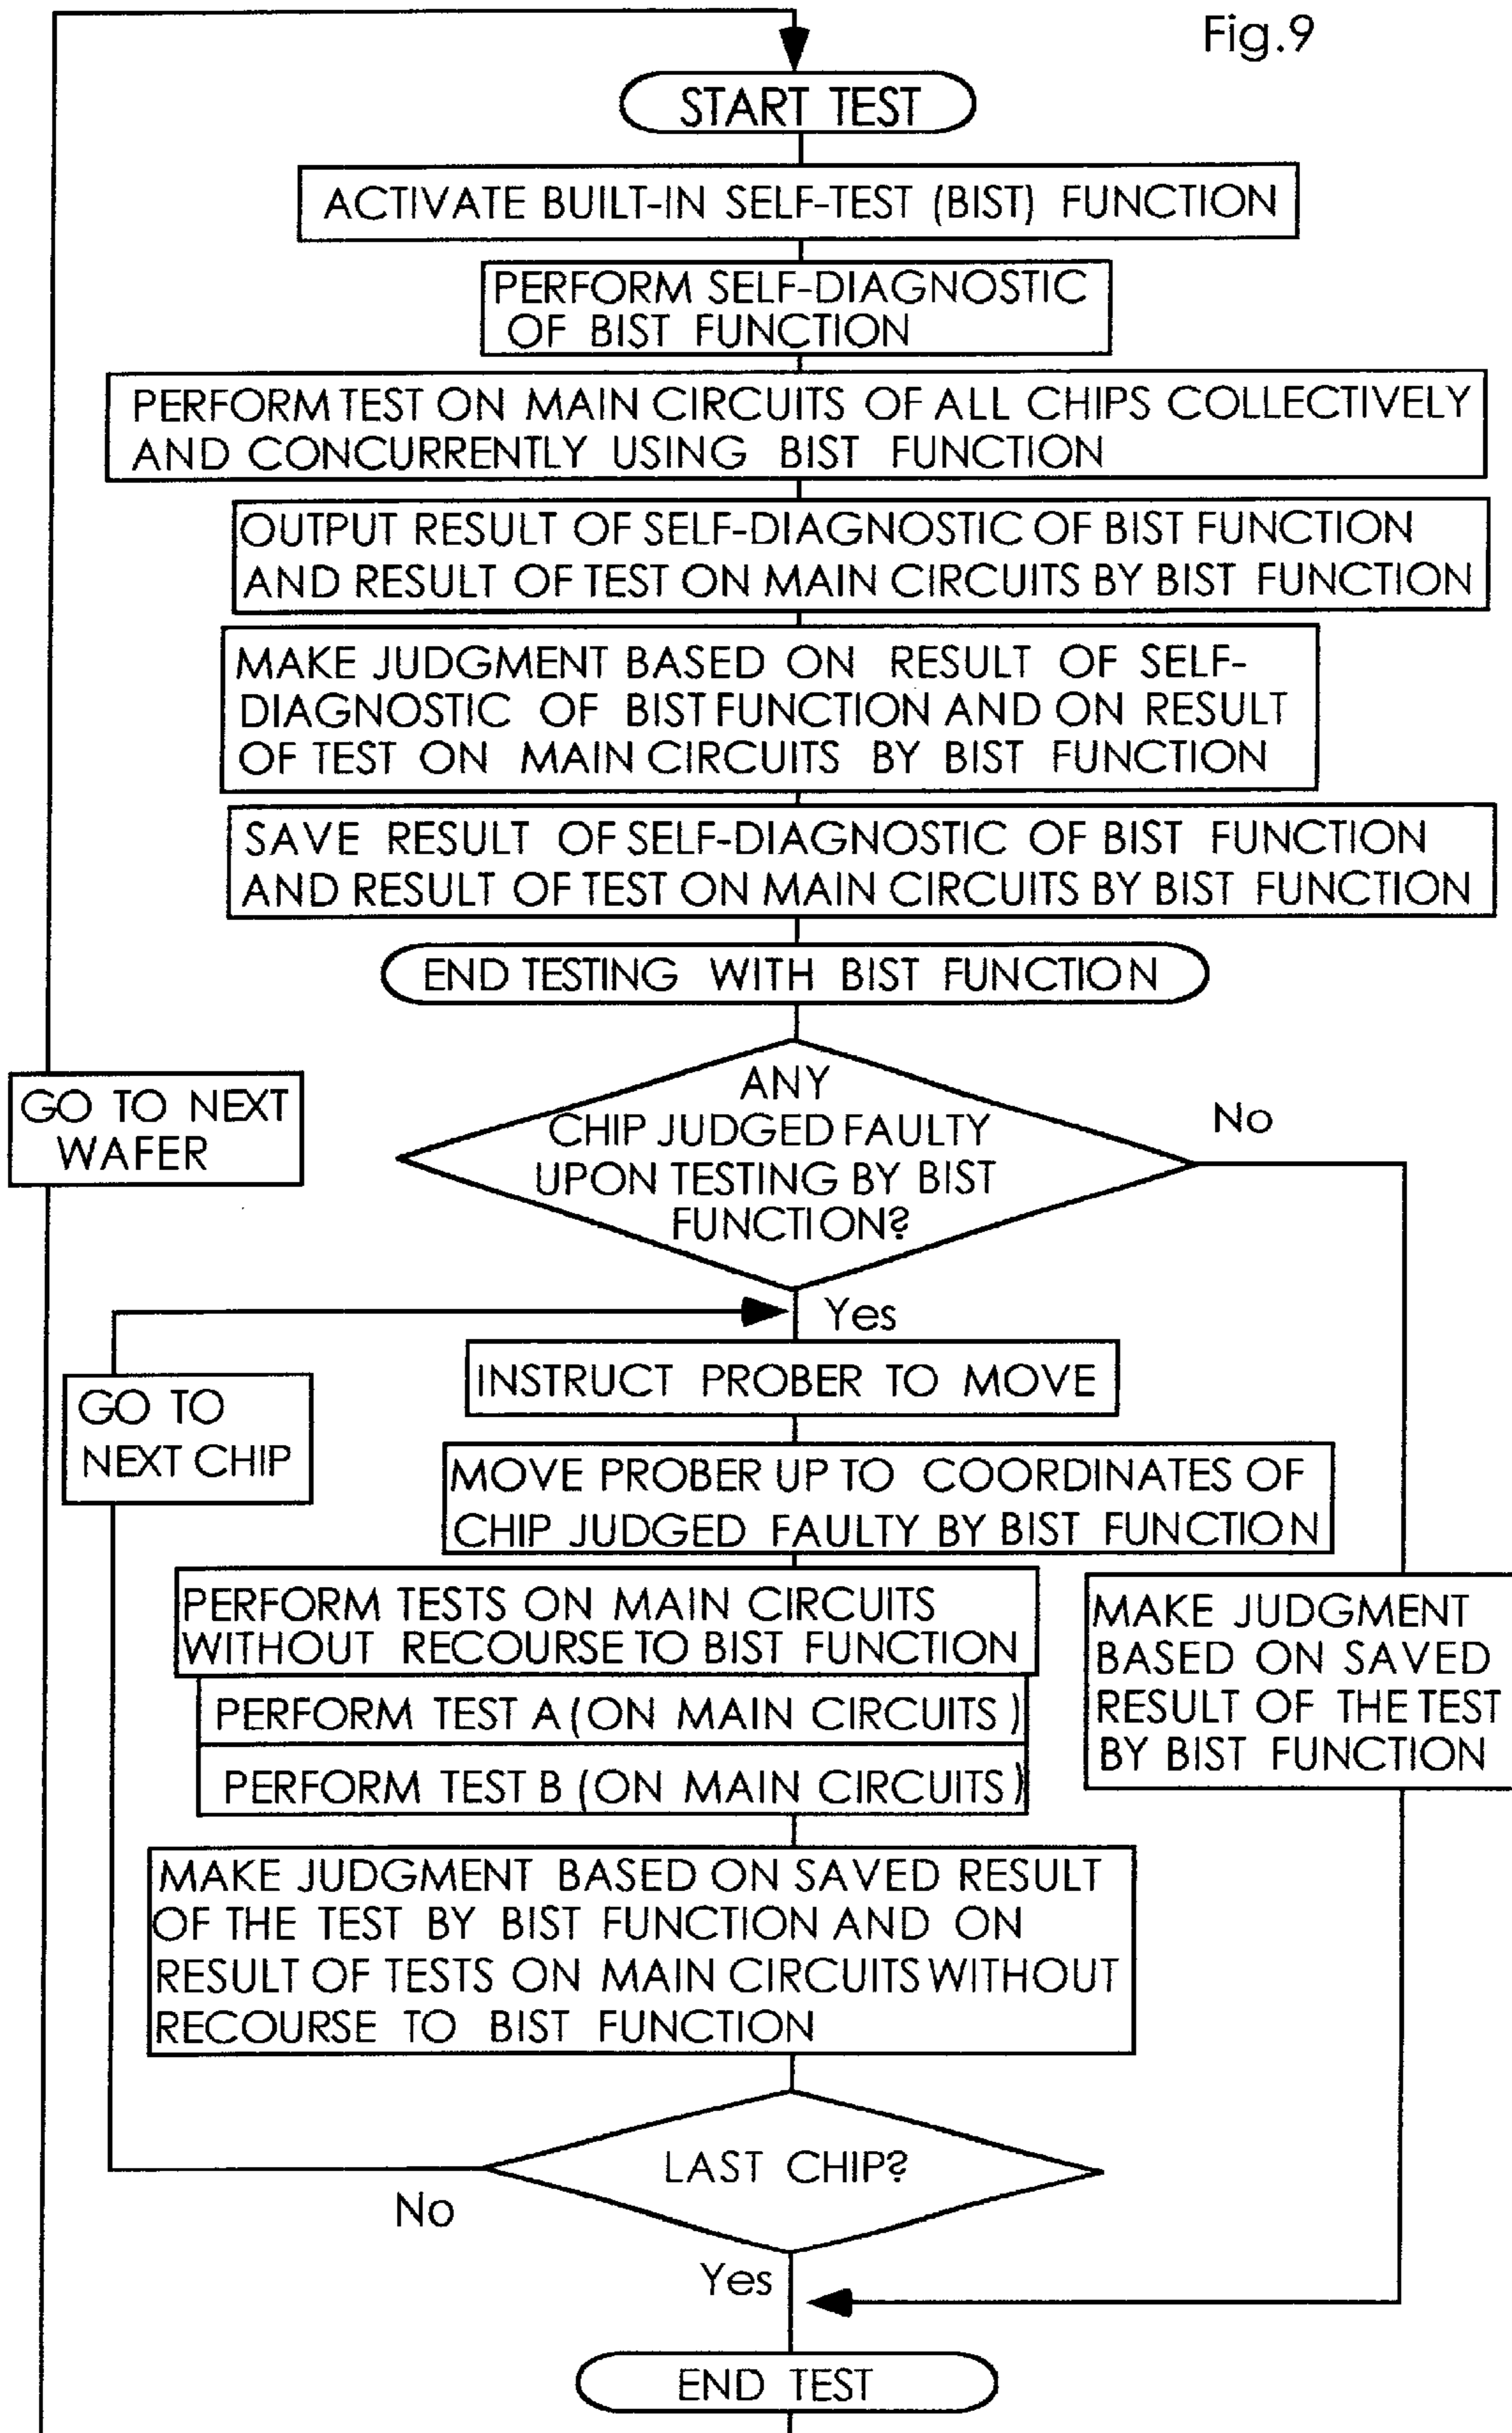 Fig.9
START TEST
ACTIVATE BUILT-IN SELF-TEST (BIST) FUNCTION
PERFORM SELF-DIAGNOSTIC
OF BIST FUNCTION
PERFORM TEST ON MAIN CIRCUITS OF ALL CHIPS COLLECTIVELY
AND CONCURRENTLY USING BIST FUNCTION
OUTPUT RESULT OF SELF-DIAGNOSTIC OF BIST FUNCTION
AND RESULT OF TEST ON MAIN CIRCUITS BY BIST FUNCTION
MAKE JUDGMENT BASED ON RESULT OF SELF-
DIAGNOSTIC OF BIST FUNCTION AND ON RESULT
OF TEST ON MAIN CIRCUITS BY BIST FUNCTION
SAVE RESULT OF SELF-DIAGNOSTIC OF BIST FUNCTION
AND RESULT OF TEST ON MAIN CIRCUITS BY BIST FUNCTION
END TESTING WITH BIST FUNCTION
GO TO NEXT
WAFER
ANY
CHIP JUDGED FAULTY
UPON TESTING BY BIST
FUNCTION?
No
Yes
INSTRUCT PROBER TO MOVE
GO TO
NEXT CHIP
MOVE PROBER UP TO COORDINATES OF
CHIP JUDGED FAULTY BY BIST FUNCTION
PERFORM TESTS ON MAIN CIRCUITS
WITHOUT RECOURSE TO BIST FUNCTION
PERFORM TEST A (ON MAIN CIRCUITS)
PERFORM TEST B (ON MAIN CIRCUITS)
MAKE JUDGMENT
BASED ON SAVED
RESULT OF THE TEST
BY BIST FUNCTION
MAKE JUDGMENT BASED ON SAVED RESULT
OF THE TEST BY BIST FUNCTION AND ON
RESULT OF TESTS ON MAIN CIRCUITS WITHOUT
RECOURSE TO BIST FUNCTION
LAST CHIP?
No
Yes
END TEST